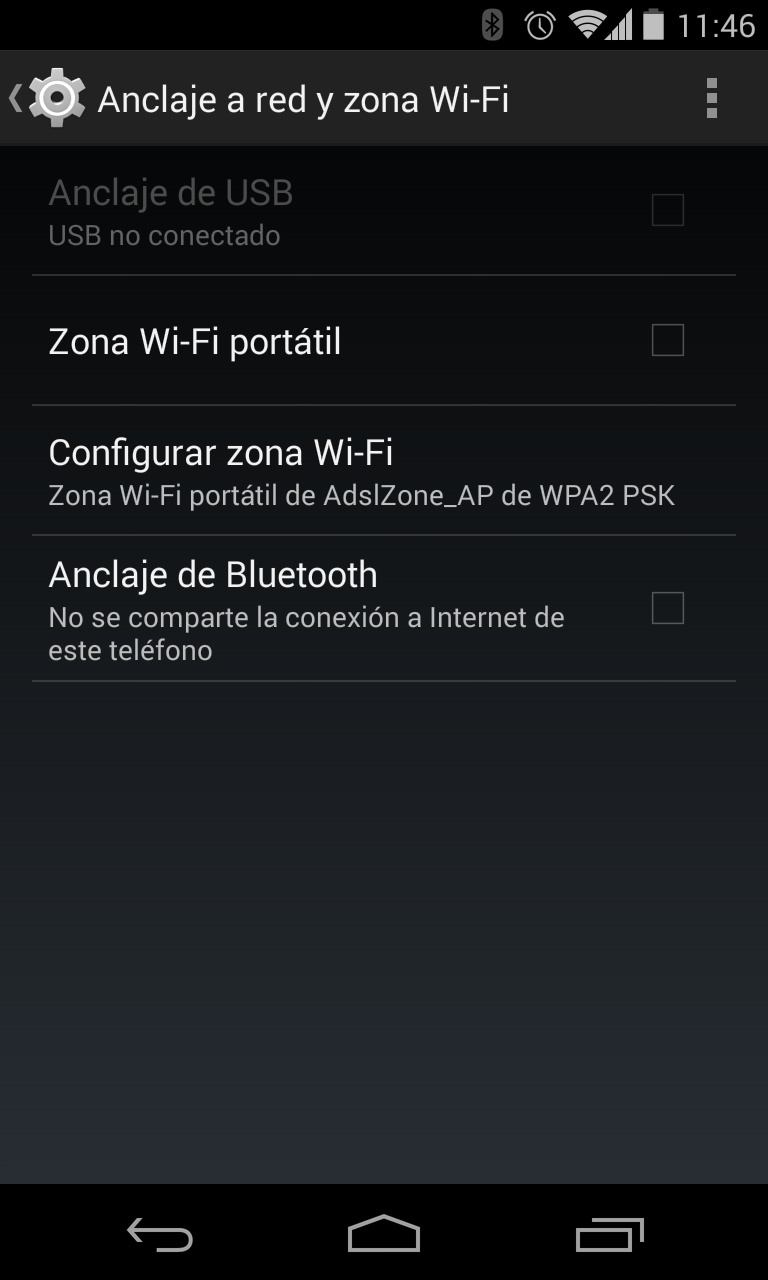 11:46
Anclaje a red y zona Wi-Fi
Anclaje de USB
USB no conectado
Zona Wi-Fi portátil
Configurar zona Wi-Fi
Zona Wi-Fi portátil de AdslZone_AP de WPA2 PSK
Anclaje de Bluetooth
No se comparte la conexión a Internet de
este teléfono